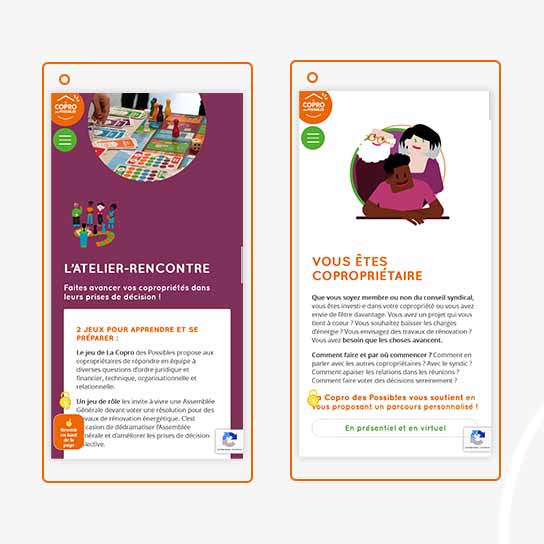 COPRO
DES POSSIBLES
L'ATELIER-RENCONTRE
Faites avancer vos copropriétés dans
leurs prises de décision !
2 JEUX POUR APPRENDRE ET SE
PRÉPARER :
Le jeu de La Copro des Possibles propose aux
copropriétaires de répondre en équipe à
diverses questions d'ordre juridique et
financier, technique, organisationnelle et
relationnelle.
Un jeu de rôle les invite à vivre une Assemblée
Générale devant voter une résolution pour des
travaux de rénovation énergétique. C'est
l'occasion de dédramatiser l'Assemblée
Générale et d'améliorer les prises de décision
collective.
Revenir
en haut
de la
page
COPRO
DES POSSIBLES
VOUS ÊTES
COPROPRIÉTAIRE
Que vous soyez membre ou non du conseil syndical,
vous êtes investi·e dans votre copropriété ou vous avez
envie de l'être davantage. Vous avez un projet qui vous
tient à coeur ? Vous souhaitez baisser les charges
d'énergie ? Vous envisagez des travaux de rénovation ?
Vous avez besoin que les choses avancent.
Comment faire et par où commencer ? Comment en
parler avec les autres copropriétaires ? Avec le syndic ?
Comment apaiser les relations dans les réunions ?
Comment faire voter des décisions sereinement ?
Copro des Possibles vous soutient en
vous proposant un parcours personnalisé !
En présentiel et en virtuel